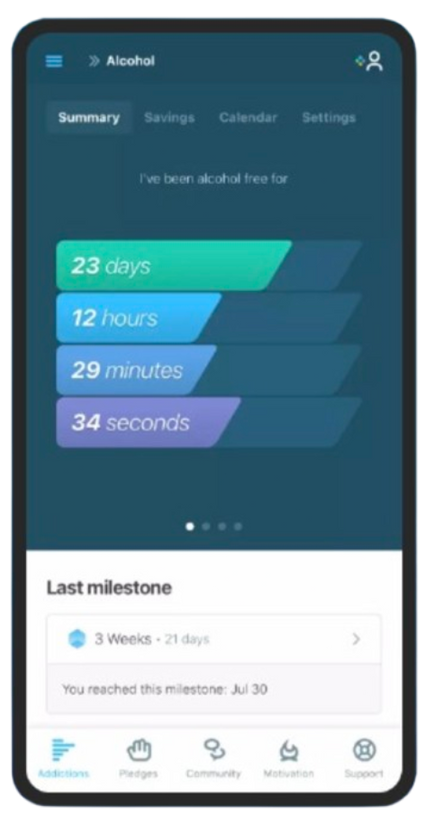 Alcohol
Summary Savings Calendar Settings
I've been alcohol free for
23 days
12 hours
29 minutes
34 seconds
Last milestone
3 Weeks - 21 days
You reached this milestone: Jul 30
Addictions Pledges Community Motivation Support